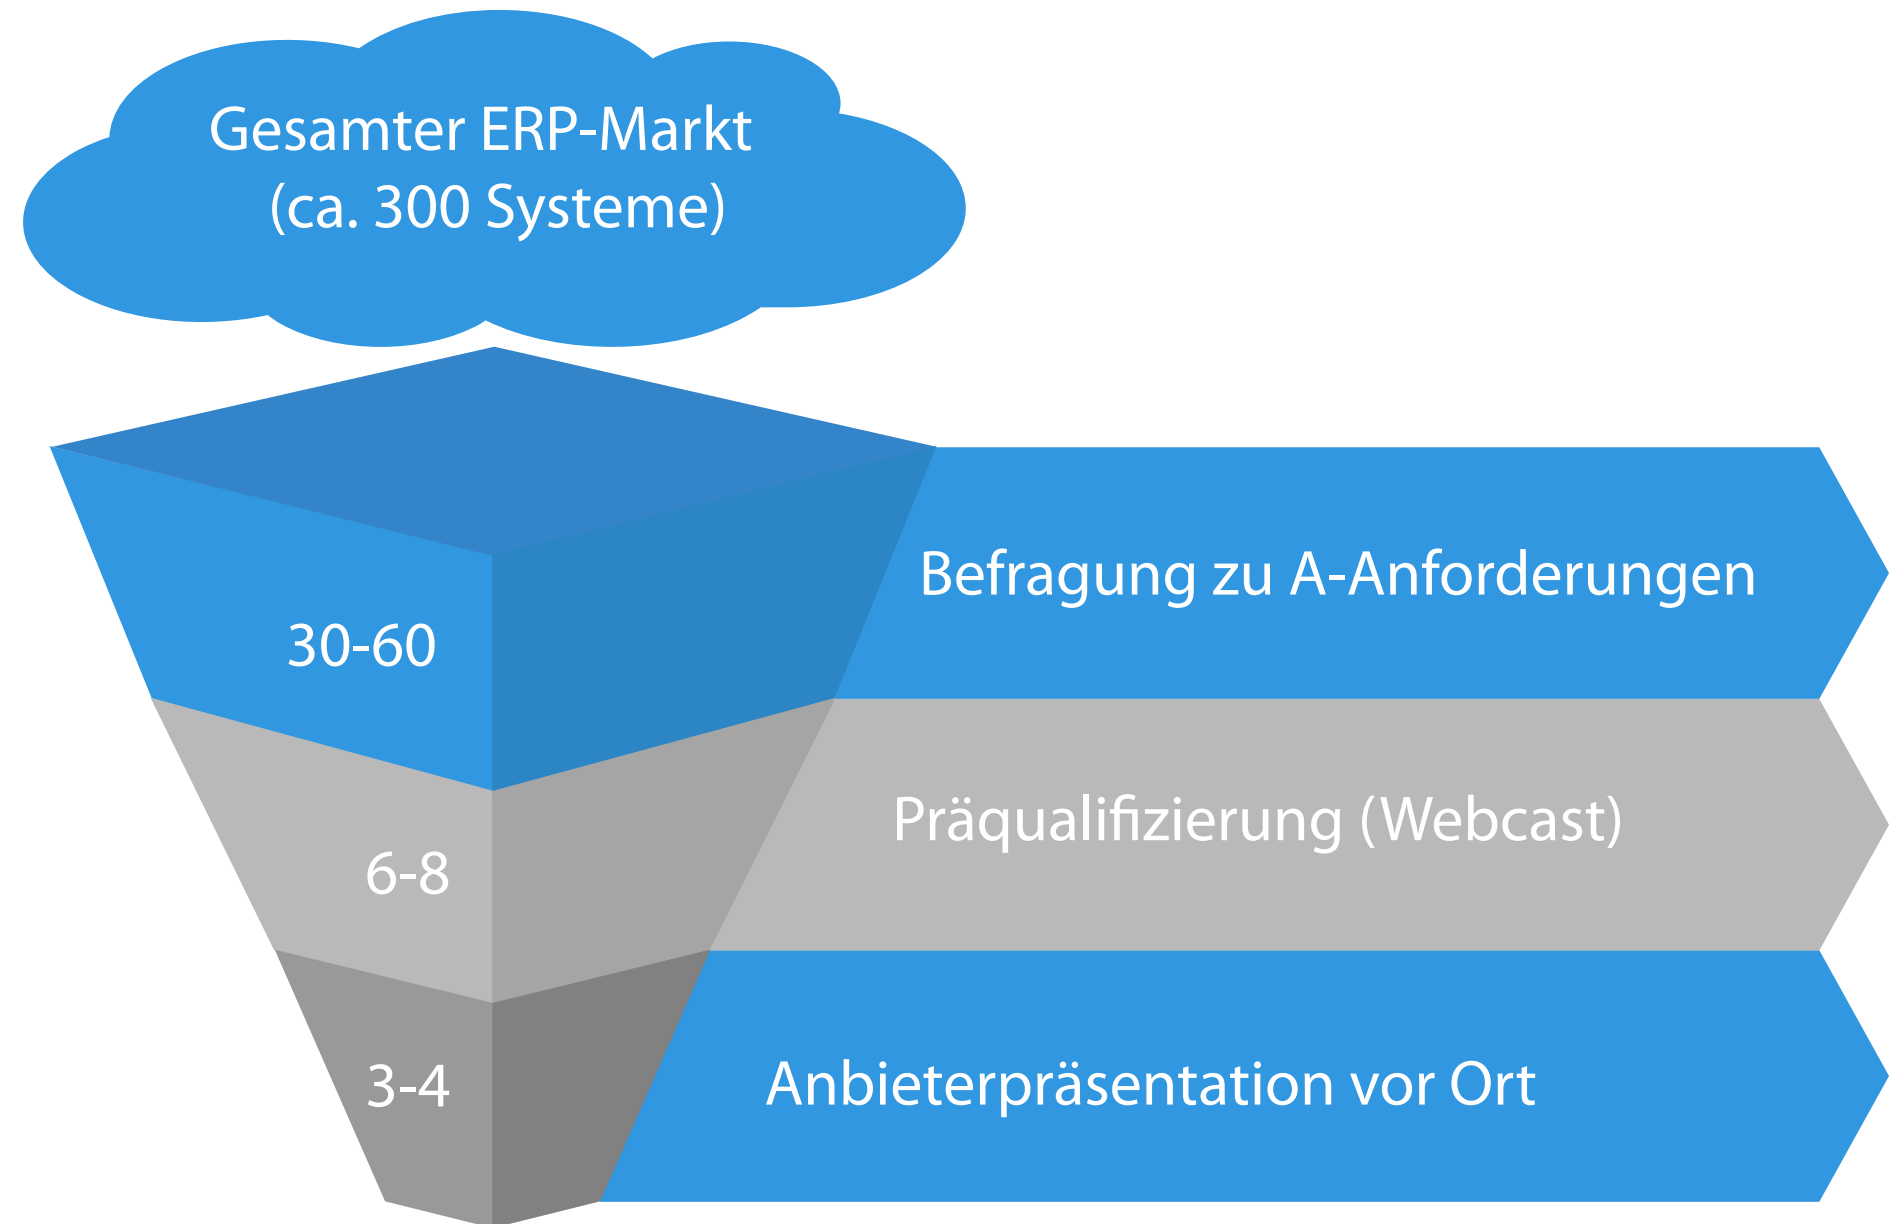 Gesamter ERP-Markt
(ca. 300 Systeme)
30-60
Befragung zu A-Anforderungen
6-8
Präqualifizierung (Webcast)
3-4
Anbieterpräsentation vor Ort